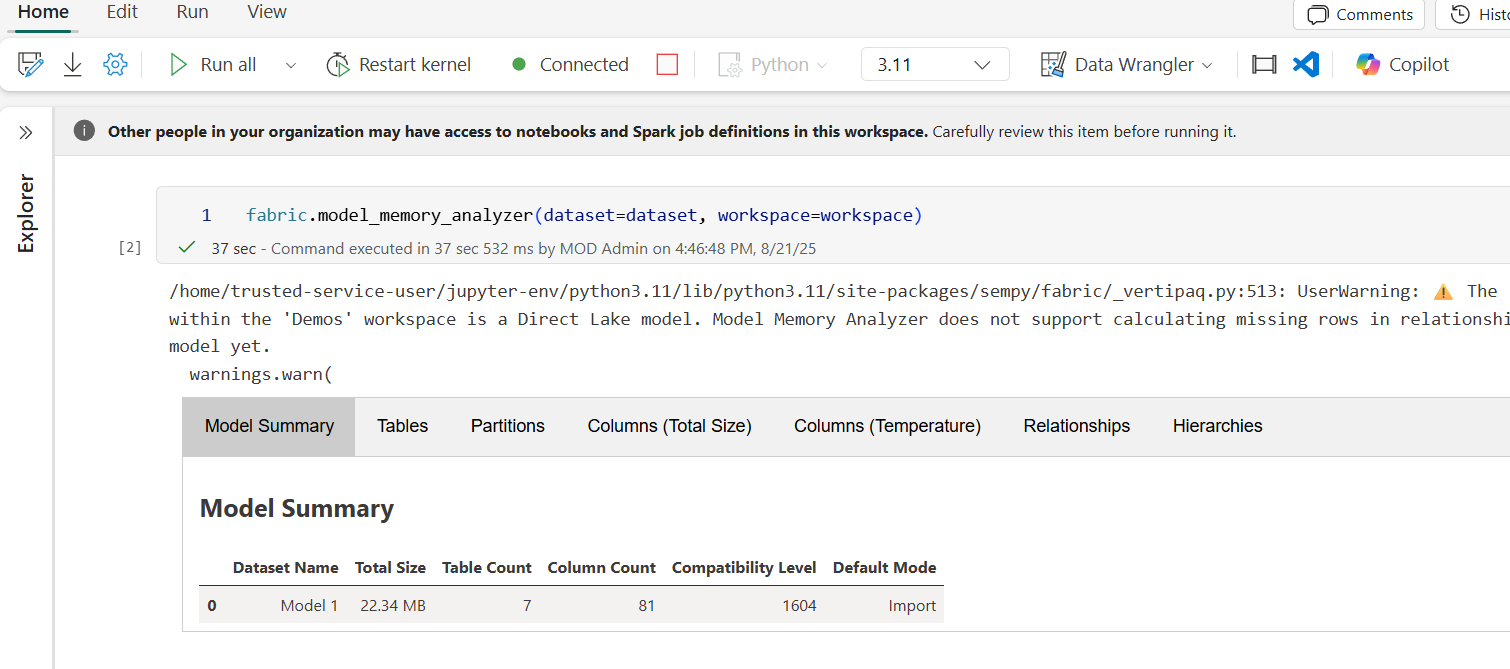 Home Edit Run View
Comments Histo
Run all Restart kernel Connected Python 3.11 Data Wrangler Copilot
Other people in your organization may have access to notebooks and Spark job definitions in this workspace. Carefully review this item before running it.
Explorer
1 fabric.model_memory_analyzer(dataset=dataset, workspace=workspace)
[2] 37 sec - Command executed in 37 sec 532 ms by MOD Admin on 4:46:48 PM, 8/21/25
/home/trusted-service-user/jupyter-env/python3.11/lib/python3.11/site-packages/sempy/fabric/_vertipaq.py:513: UserWarning: ⚠️ The
within the 'Demos' workspace is a Direct Lake model. Model Memory Analyzer does not support calculating missing rows in relationshi
model yet.
warnings.warn(
Model Summary Tables Partitions Columns (Total Size) Columns (Temperature) Relationships Hierarchies
Model Summary
Dataset Name Total Size Table Count Column Count Compatibility Level Default Mode
0 Model 1 22.34 MB 7 81 1604 Import